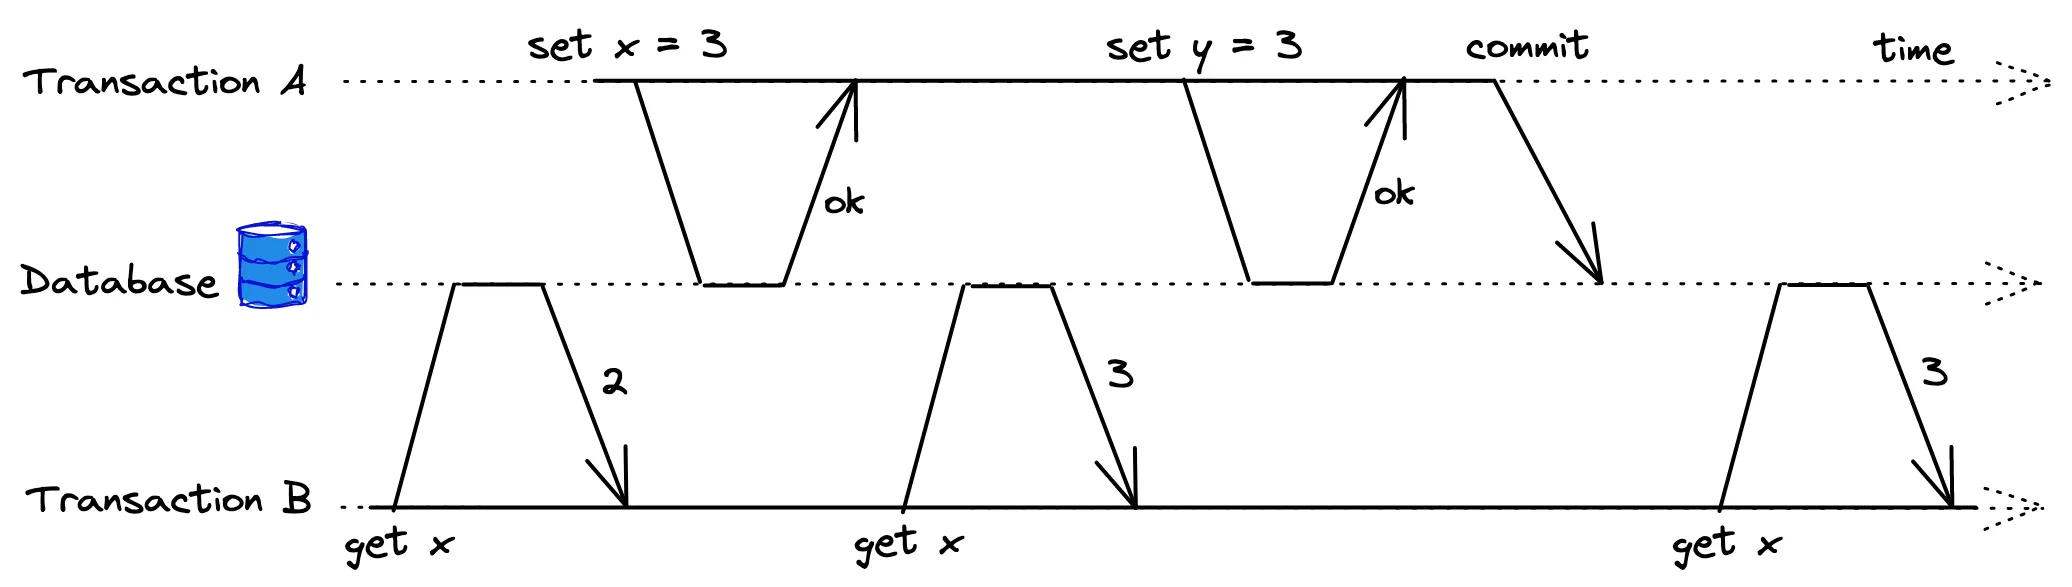 set x = 3
set y = 3
commit
time
Transaction A
ok
ok
Database
2
3
3
Transaction B
get x
get x
get x